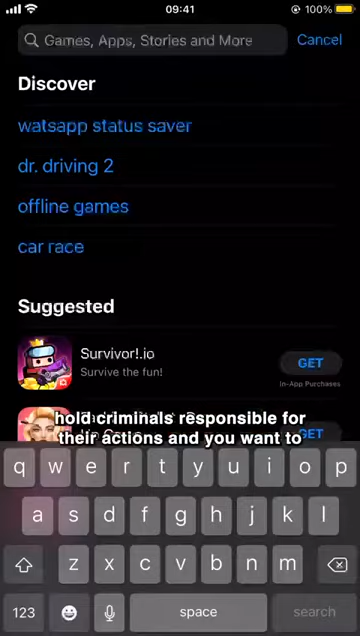 09:41
100%
Games, Apps, Stories and More
Cancel
Discover
watsapp status saver
dr. driving 2
offline games
car race
Suggested
Survivor!.io
Survive the fun!
GET
In-App Purchases
hold criminals responsible for
their actions and you want to
GET
q w e r t y u i o p
a s d f g h j k l
z x c v b n m
123
space
search